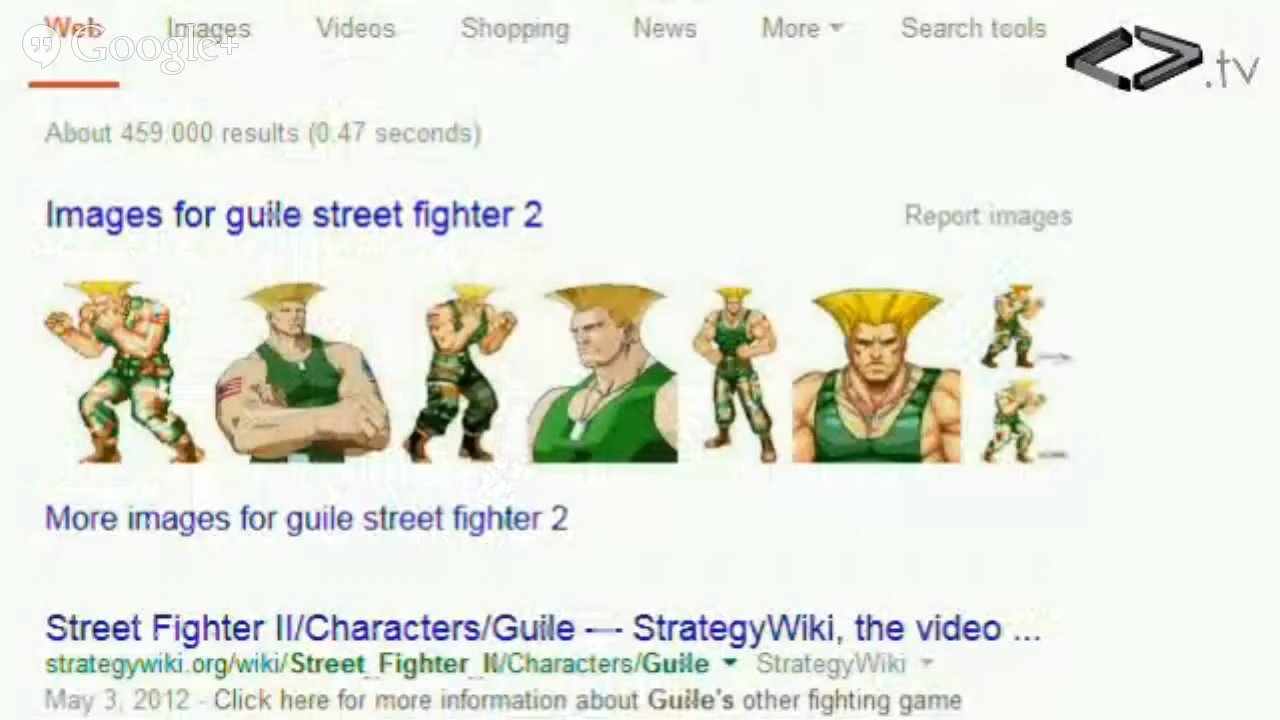 Web Images Videos Shopping News More Search tools
Google+
.tv
About 459 000 results (0.47 seconds)
Images for guile street fighter 2
Report images
More images for guile street fighter 2
Street Fighter II/Characters/Guile — StrategyWiki, the video ...
strategywiki.org/wiki/Street_Fighter_II/Characters/Guile StrategyWiki
May 3, 2012 - Click here for more information about Guile's other fighting game